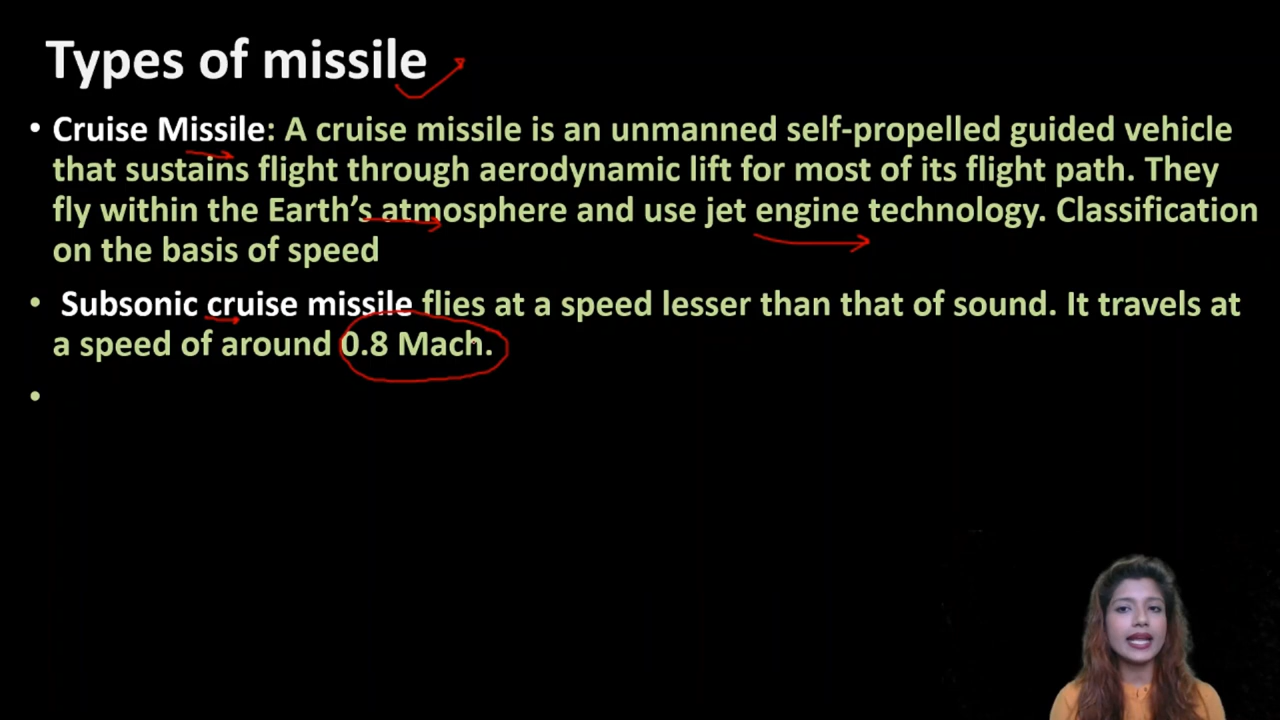 Types of missile
• Cruise Missile: A cruise missile is an unmanned self-propelled guided vehicle
that sustains flight through aerodynamic lift for most of its flight path. They
fly within the Earth's atmosphere and use jet engine technology. Classification
on the basis of speed
• Subsonic cruise missile flies at a speed lesser than that of sound. It travels at
a speed of around 0.8 Mach.
•